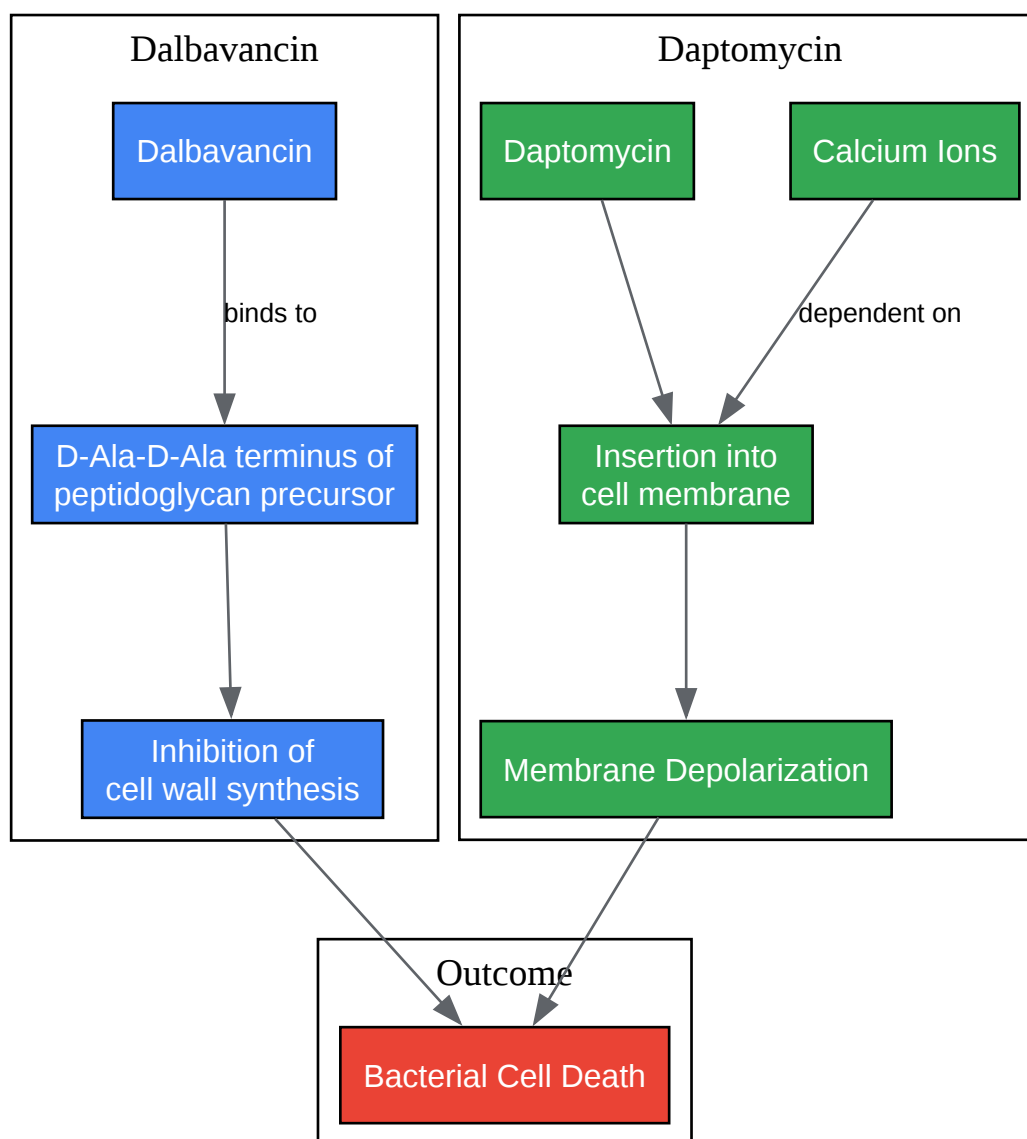 Dalbavancin
Dalbavancin
binds to
D-Ala-D-Ala terminus of
peptidoglycan precursor
Inhibition of
cell wall synthesis
Daptomycin
Daptomycin
Calcium Ions
dependent on
Insertion into
cell membrane
Membrane Depolarization
Outcome
Bacterial Cell Death